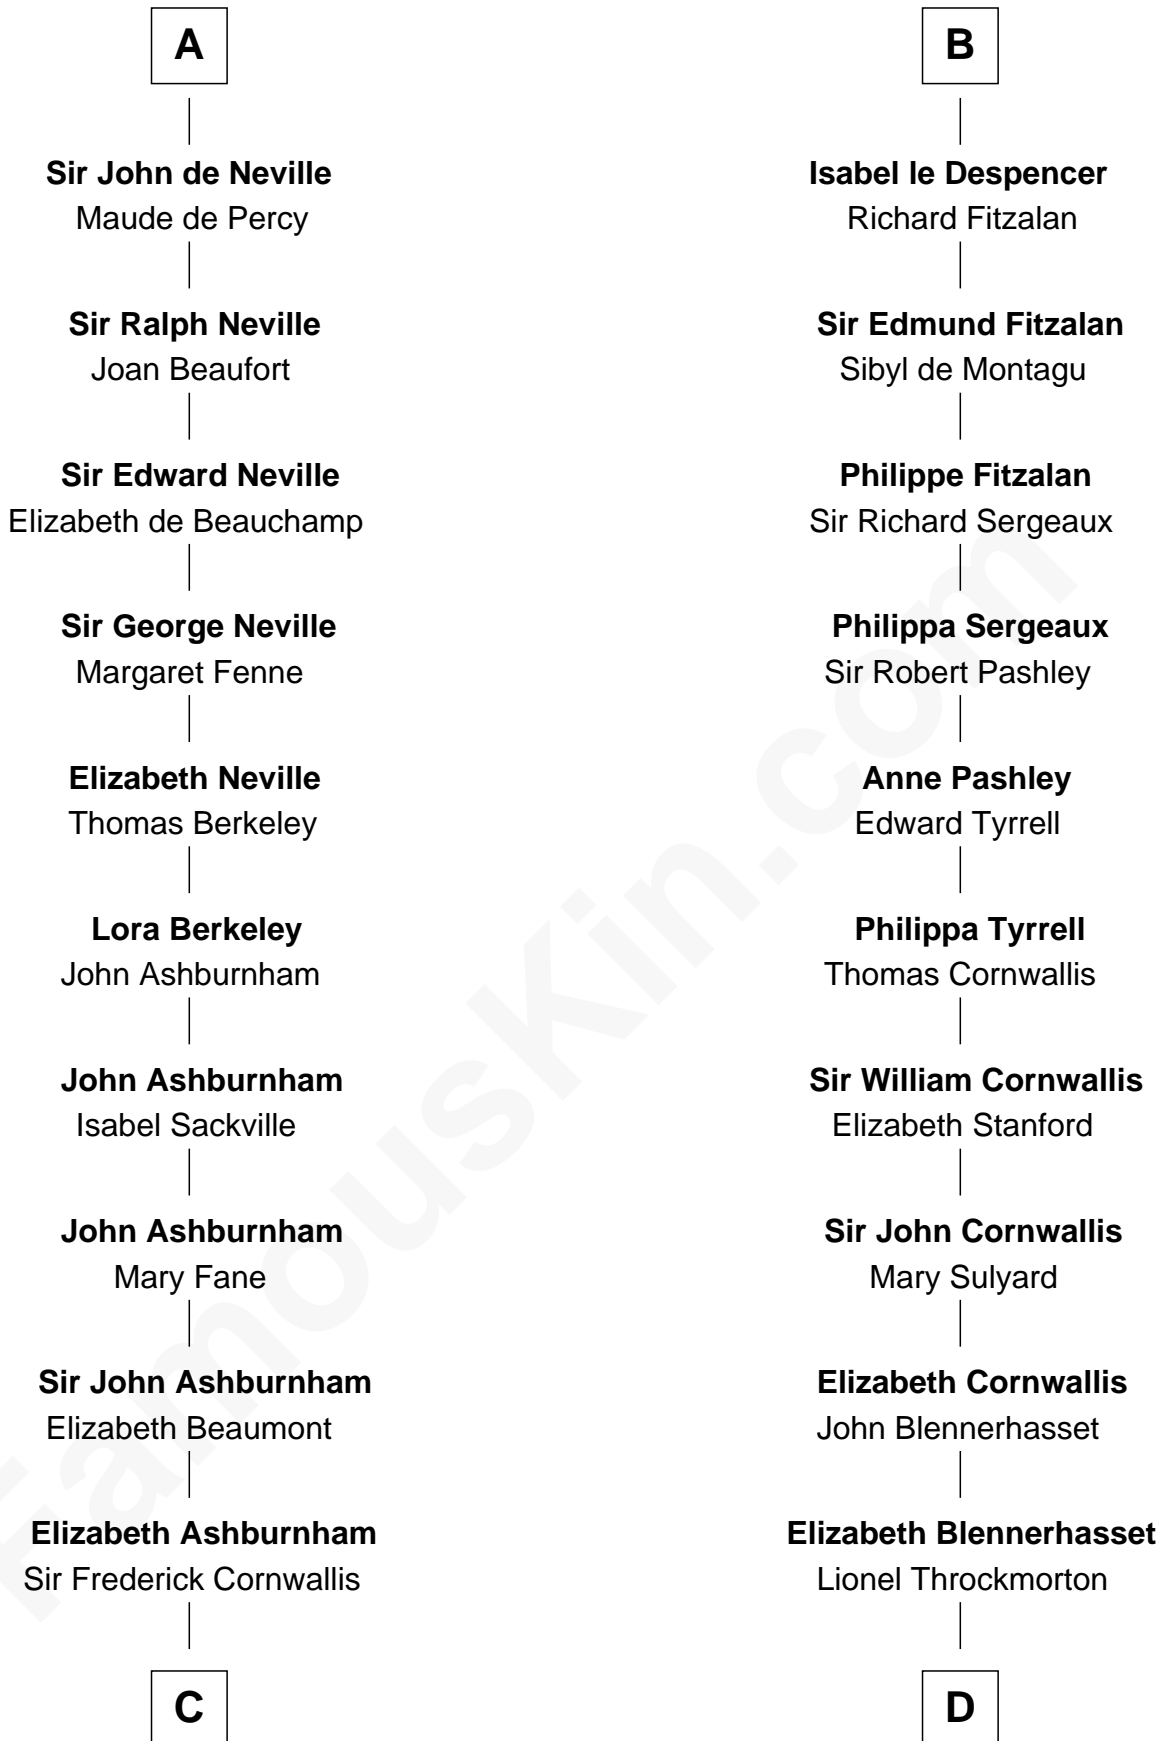 A
Sir John de Neville
Maude de Percy
Sir Ralph Neville
Joan Beaufort
Sir Edward Neville
Elizabeth de Beauchamp
Sir George Neville
Margaret Fenne
Elizabeth Neville
Thomas Berkeley
Lora Berkeley
John Ashburnham
John Ashburnham
Isabel Sackville
John Ashburnham
Mary Fane
Sir John Ashburnham
Elizabeth Beaumont
Elizabeth Ashburnham
Sir Frederick Cornwallis
C
B
Isabel le Despencer
Richard Fitzalan
Sir Edmund Fitzalan
Sibyl de Montagu
Philippe Fitzalan
Sir Richard Sergeaux
Philippa Sergeaux
Sir Robert Pashley
Anne Pashley
Edward Tyrrell
Philippa Tyrrell
Thomas Cornwallis
Sir William Cornwallis
Elizabeth Stanford
Sir John Cornwallis
Mary Sulyard
Elizabeth Cornwallis
John Blennerhasset
Elizabeth Blennerhasset
Lionel Throckmorton
D
FamousKin.com